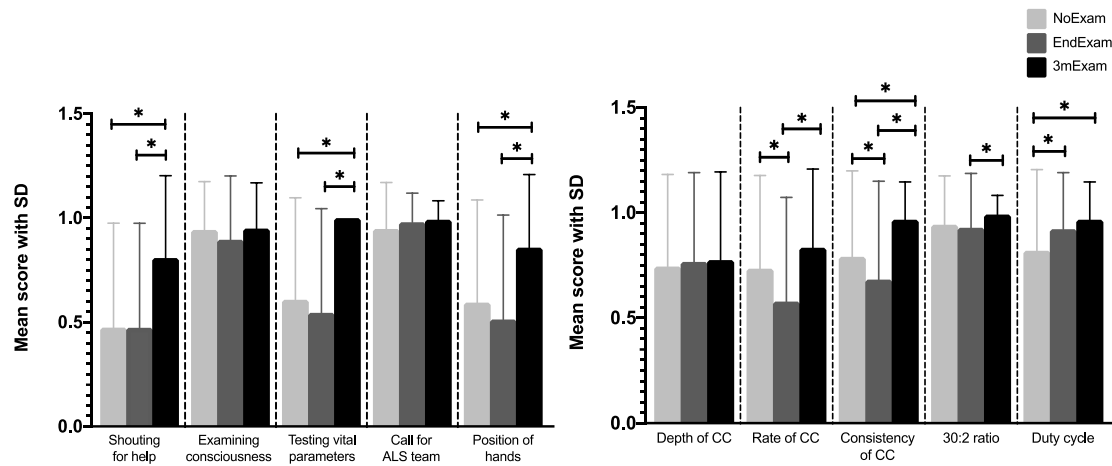 NoExam
EndExam
3mExam
Mean score with SD
1.5
1.0
0.5
0.0
*
*
*
*
*
*
Shouting
for help
Examining
consciousness
Testing vital
parameters
Call for
ALS team
Position of
hands
Mean score with SD
1.5
1.0
0.5
0.0
*
*
*
*
*
*
*
*
Depth of CC
Rate of CC
Consistency
of CC
30:2 ratio
Duty cycle